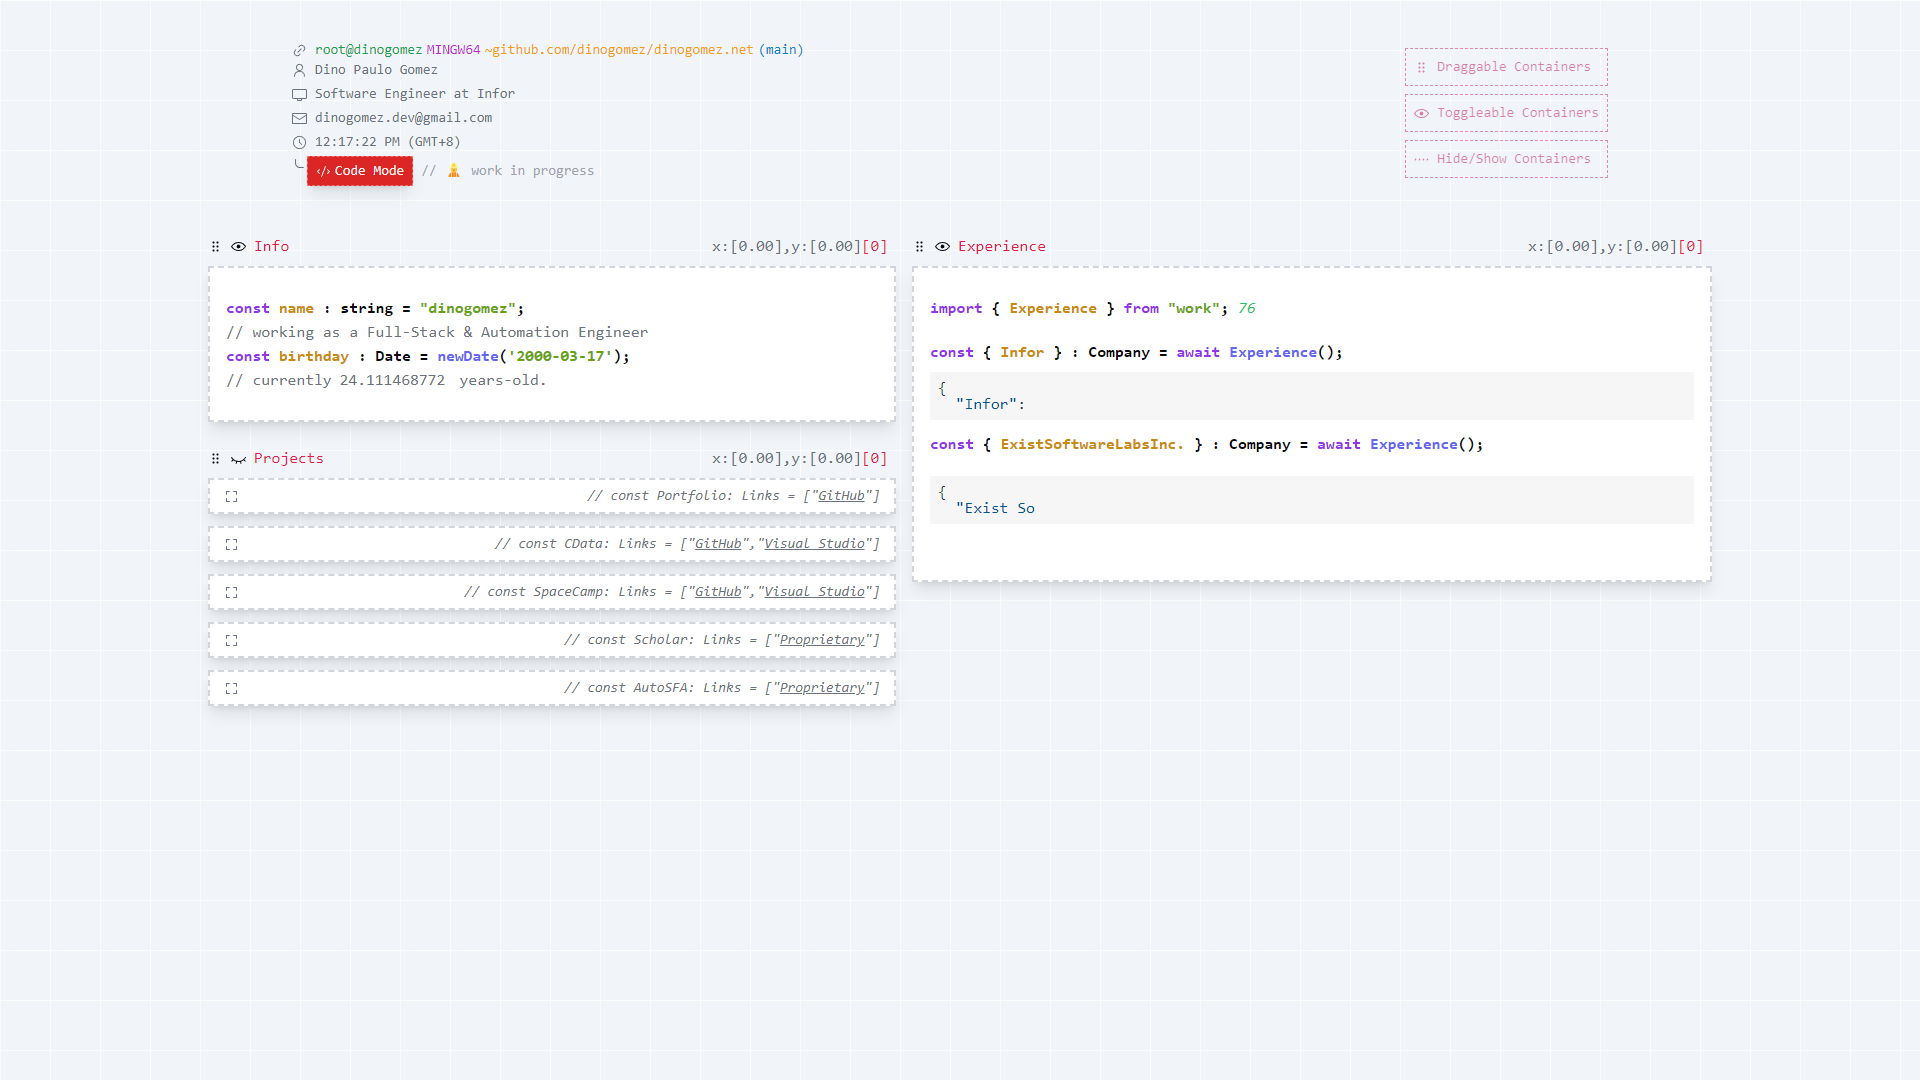 root@dinogomez MINGW64 ~github.com/dinogomez/dinogomez.net (main)
Dino Paulo Gomez
Software Engineer at Infor
dinogomez.dev@gmail.com
12:17:22 PM (GMT+8)
</> Code Mode // work in progress
Draggable Containers
Toggleable Containers
Hide/Show Containers
Info x:[0.00],y:[0.00][0]
const name : string = "dinogomez";
// working as a Full-Stack & Automation Engineer
const birthday : Date = newDate('2000-03-17');
// currently 24.111468772 years-old.
Projects x:[0.00],y:[0.00][0]
// const Portfolio: Links = ["GitHub"]
// const CData: Links = ["GitHub","Visual Studio"]
// const SpaceCamp: Links = ["GitHub","Visual Studio"]
// const Scholar: Links = ["Proprietary"]
// const AutoSFA: Links = ["Proprietary"]
Experience x:[0.00],y:[0.00][0]
import { Experience } from "work"; 76
const { Infor } : Company = await Experience();
{
"Infor":
const { ExistSoftwareLabsInc. } : Company = await Experience();
{
"Exist So